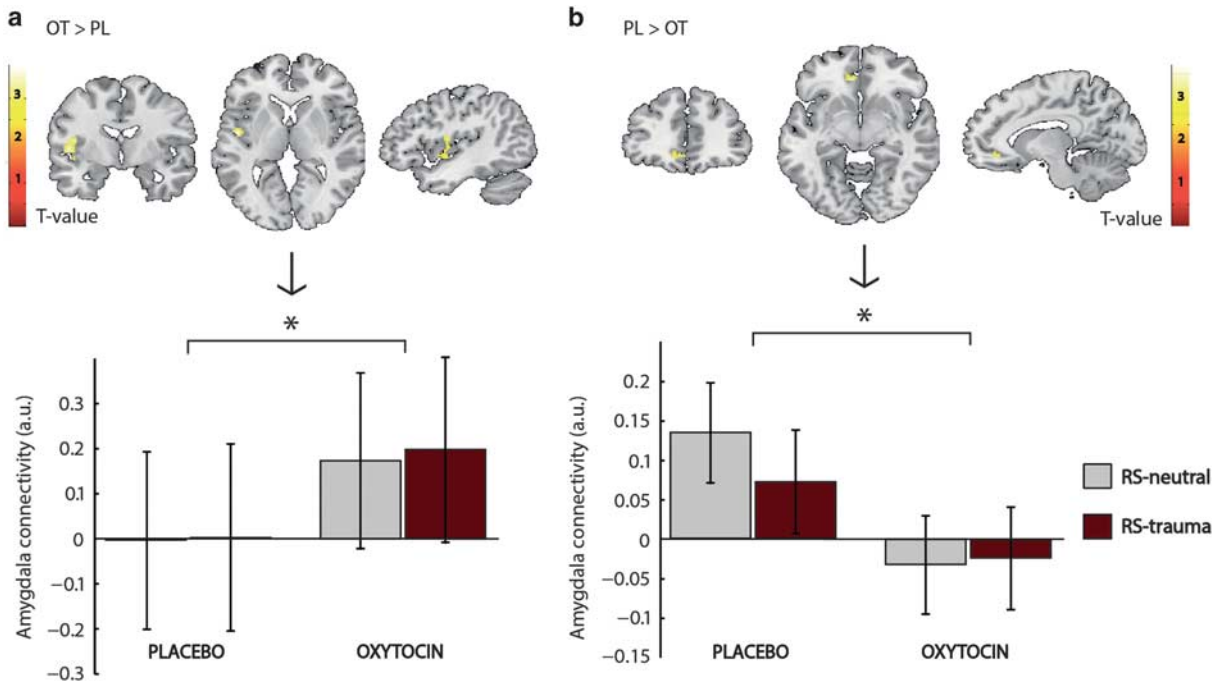 a
OT > PL
3
2
1
T-value
*
Amygdala connectivity (a.u.)
0.3
0.2
0.1
0
−0.1
−0.2
−0.3
PLACEBO
OXYTOCIN
b
PL > OT
3
2
1
T-value
*
Amygdala connectivity (a.u.)
0.2
0.15
0.1
0.05
0
−0.05
−0.1
−0.15
PLACEBO
OXYTOCIN
RS-neutral
RS-trauma